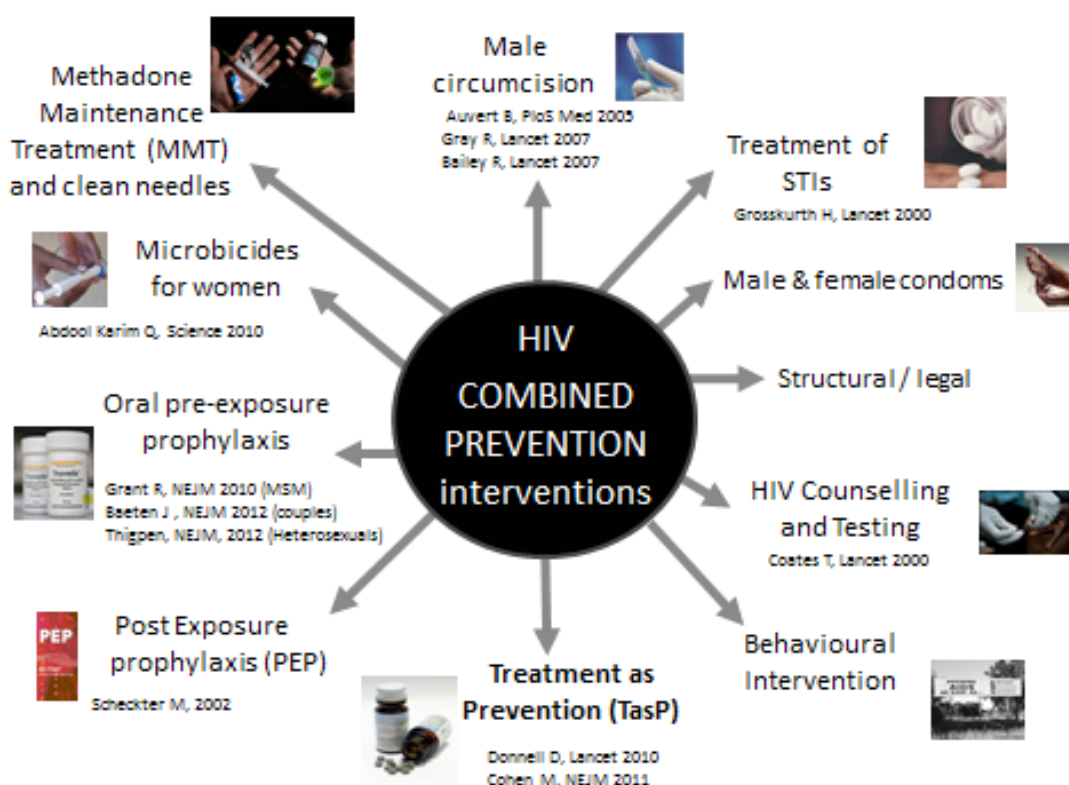 Methadone
Maintenance
Treatment (MMT)
and clean needles
Male
circumcision
Auvert B, PloS Med 2005
Gray R, Lancet 2007
Bailey R, Lancet 2007
Treatment of
STIs
Grosskurth H, Lancet 2000
Microbicides
for women
Abdool Karim Q, Science 2010
Male & female condoms
HIV
COMBINED
PREVENTION
interventions
Structural / legal
Oral pre-exposure
prophylaxis
Grant R, NEJM 2010 (MSM)
Baeten J , NEJM 2012 (couples)
Thigpen, NEJM, 2012 (Heterosexuals)
HIV Counselling
and Testing
Coates T, Lancet 2000
PEP
Post Exposure
prophylaxis (PEP)
Scheckter M, 2002
Treatment as
Prevention (TasP)
Donnell D, Lancet 2010
Cohen M, NEJM 2011
Behavioural
Intervention
AIDS